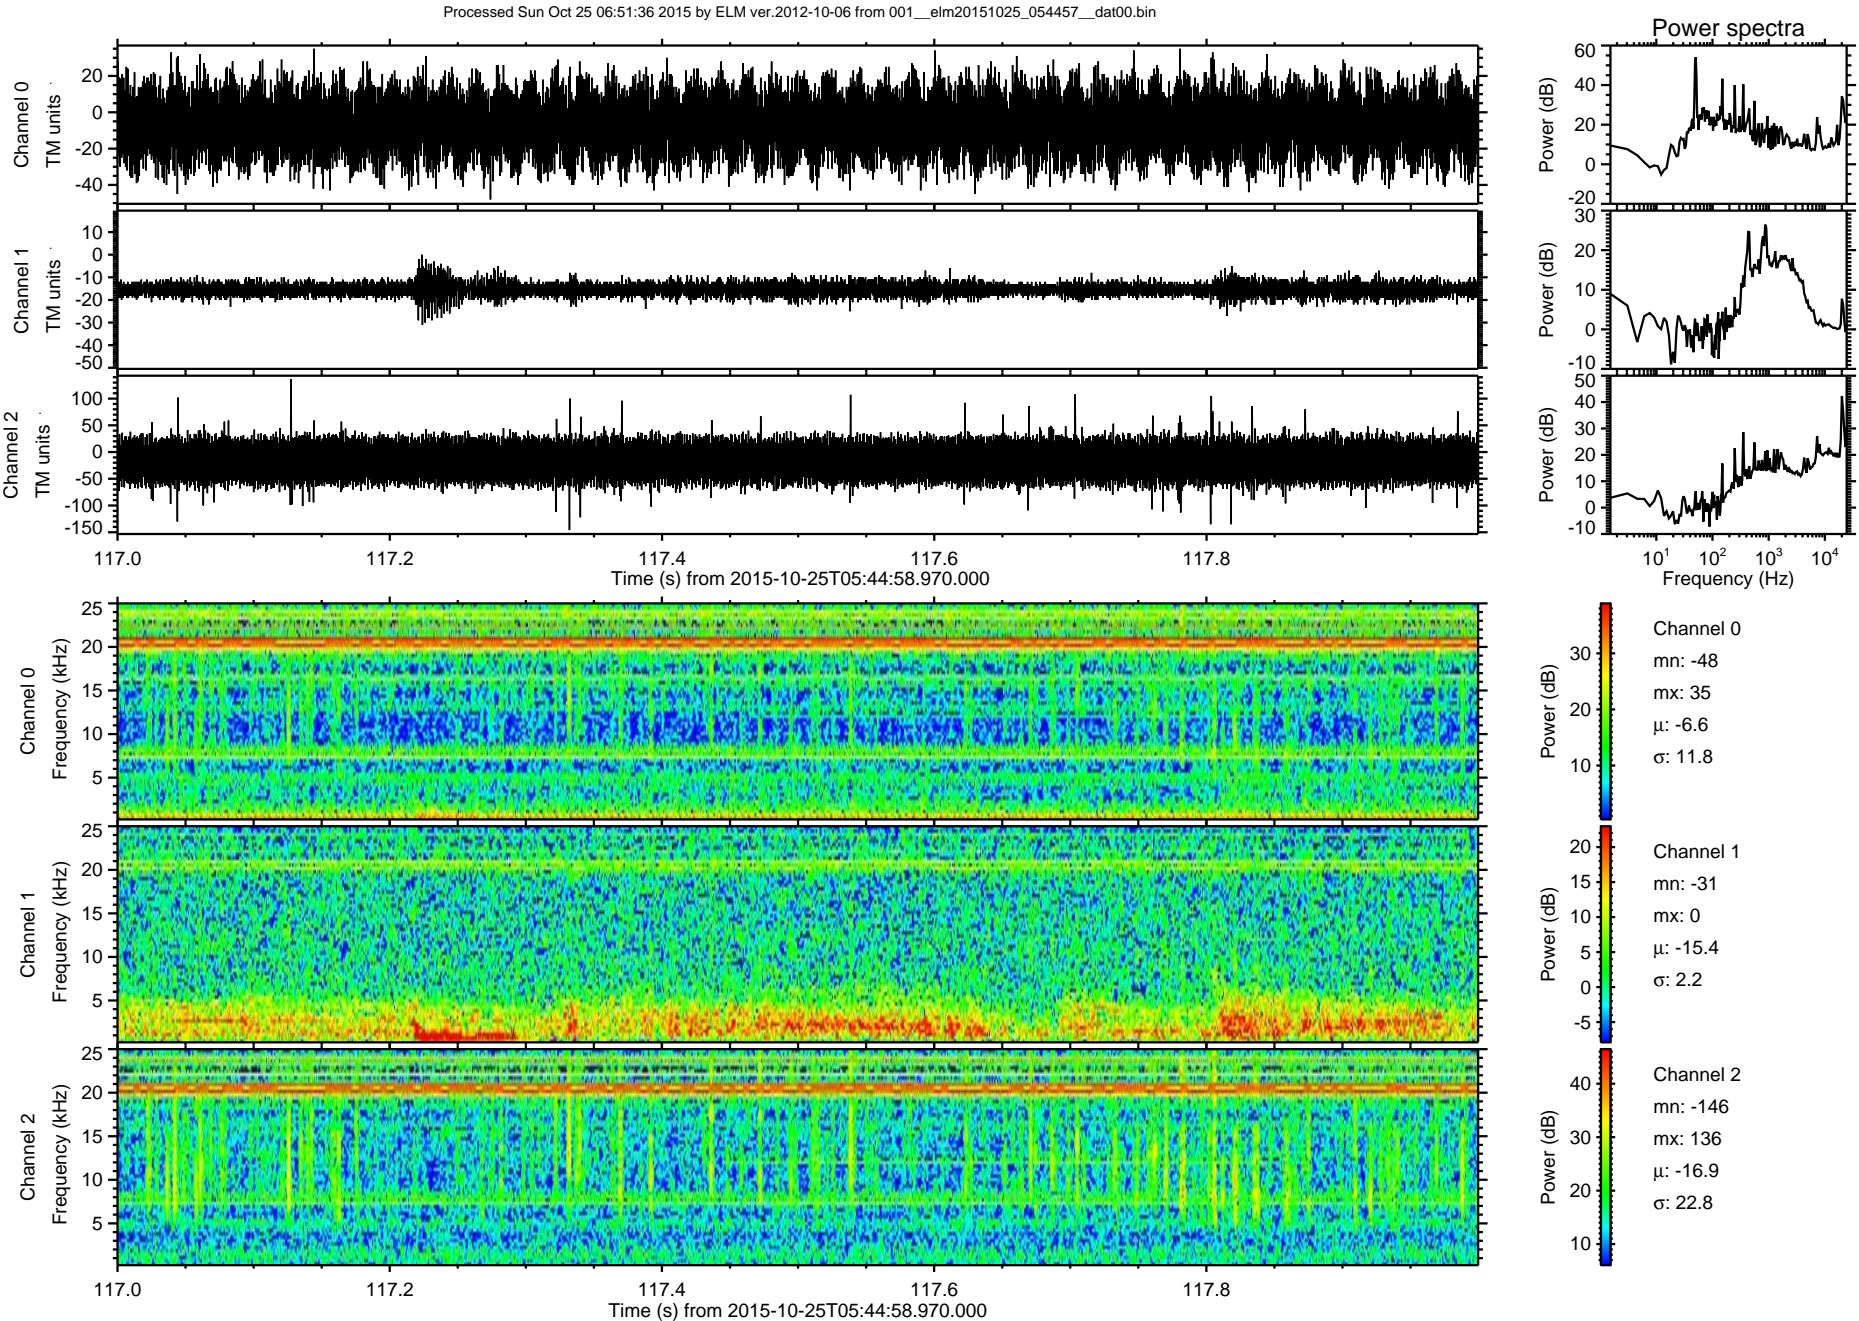 Processed Sun Oct 25 06:51:36 2015 by ELM ver.2012-10-06 from 001__elm20151025_054457__dat00.bin
Power spectra
Channel 0
TM units
20
0
-20
-40
Power (dB)
60
40
20
0
-20
Channel 1
TM units
10
0
-10
-20
-30
-40
-50
Power (dB)
30
20
10
0
-10
Channel 2
TM units
100
50
0
-50
-100
-150
Power (dB)
50
40
30
20
10
0
-10
117.0 117.2 117.4 117.6 117.8
Time (s) from 2015-10-25T05:44:58.970.000
10^1 10^2 10^3 10^4
Frequency (Hz)
Channel 0
Frequency (kHz)
25
20
15
10
5
Power (dB)
30
20
10
Channel 0
mn: -48
mx: 35
μ: -6.6
σ: 11.8
Channel 1
Frequency (kHz)
25
20
15
10
5
Power (dB)
20
15
10
5
0
-5
Channel 1
mn: -31
mx: 0
μ: -15.4
σ: 2.2
Channel 2
Frequency (kHz)
25
20
15
10
5
Power (dB)
40
30
20
10
Channel 2
mn: -146
mx: 136
μ: -16.9
σ: 22.8
117.0 117.2 117.4 117.6 117.8
Time (s) from 2015-10-25T05:44:58.970.000